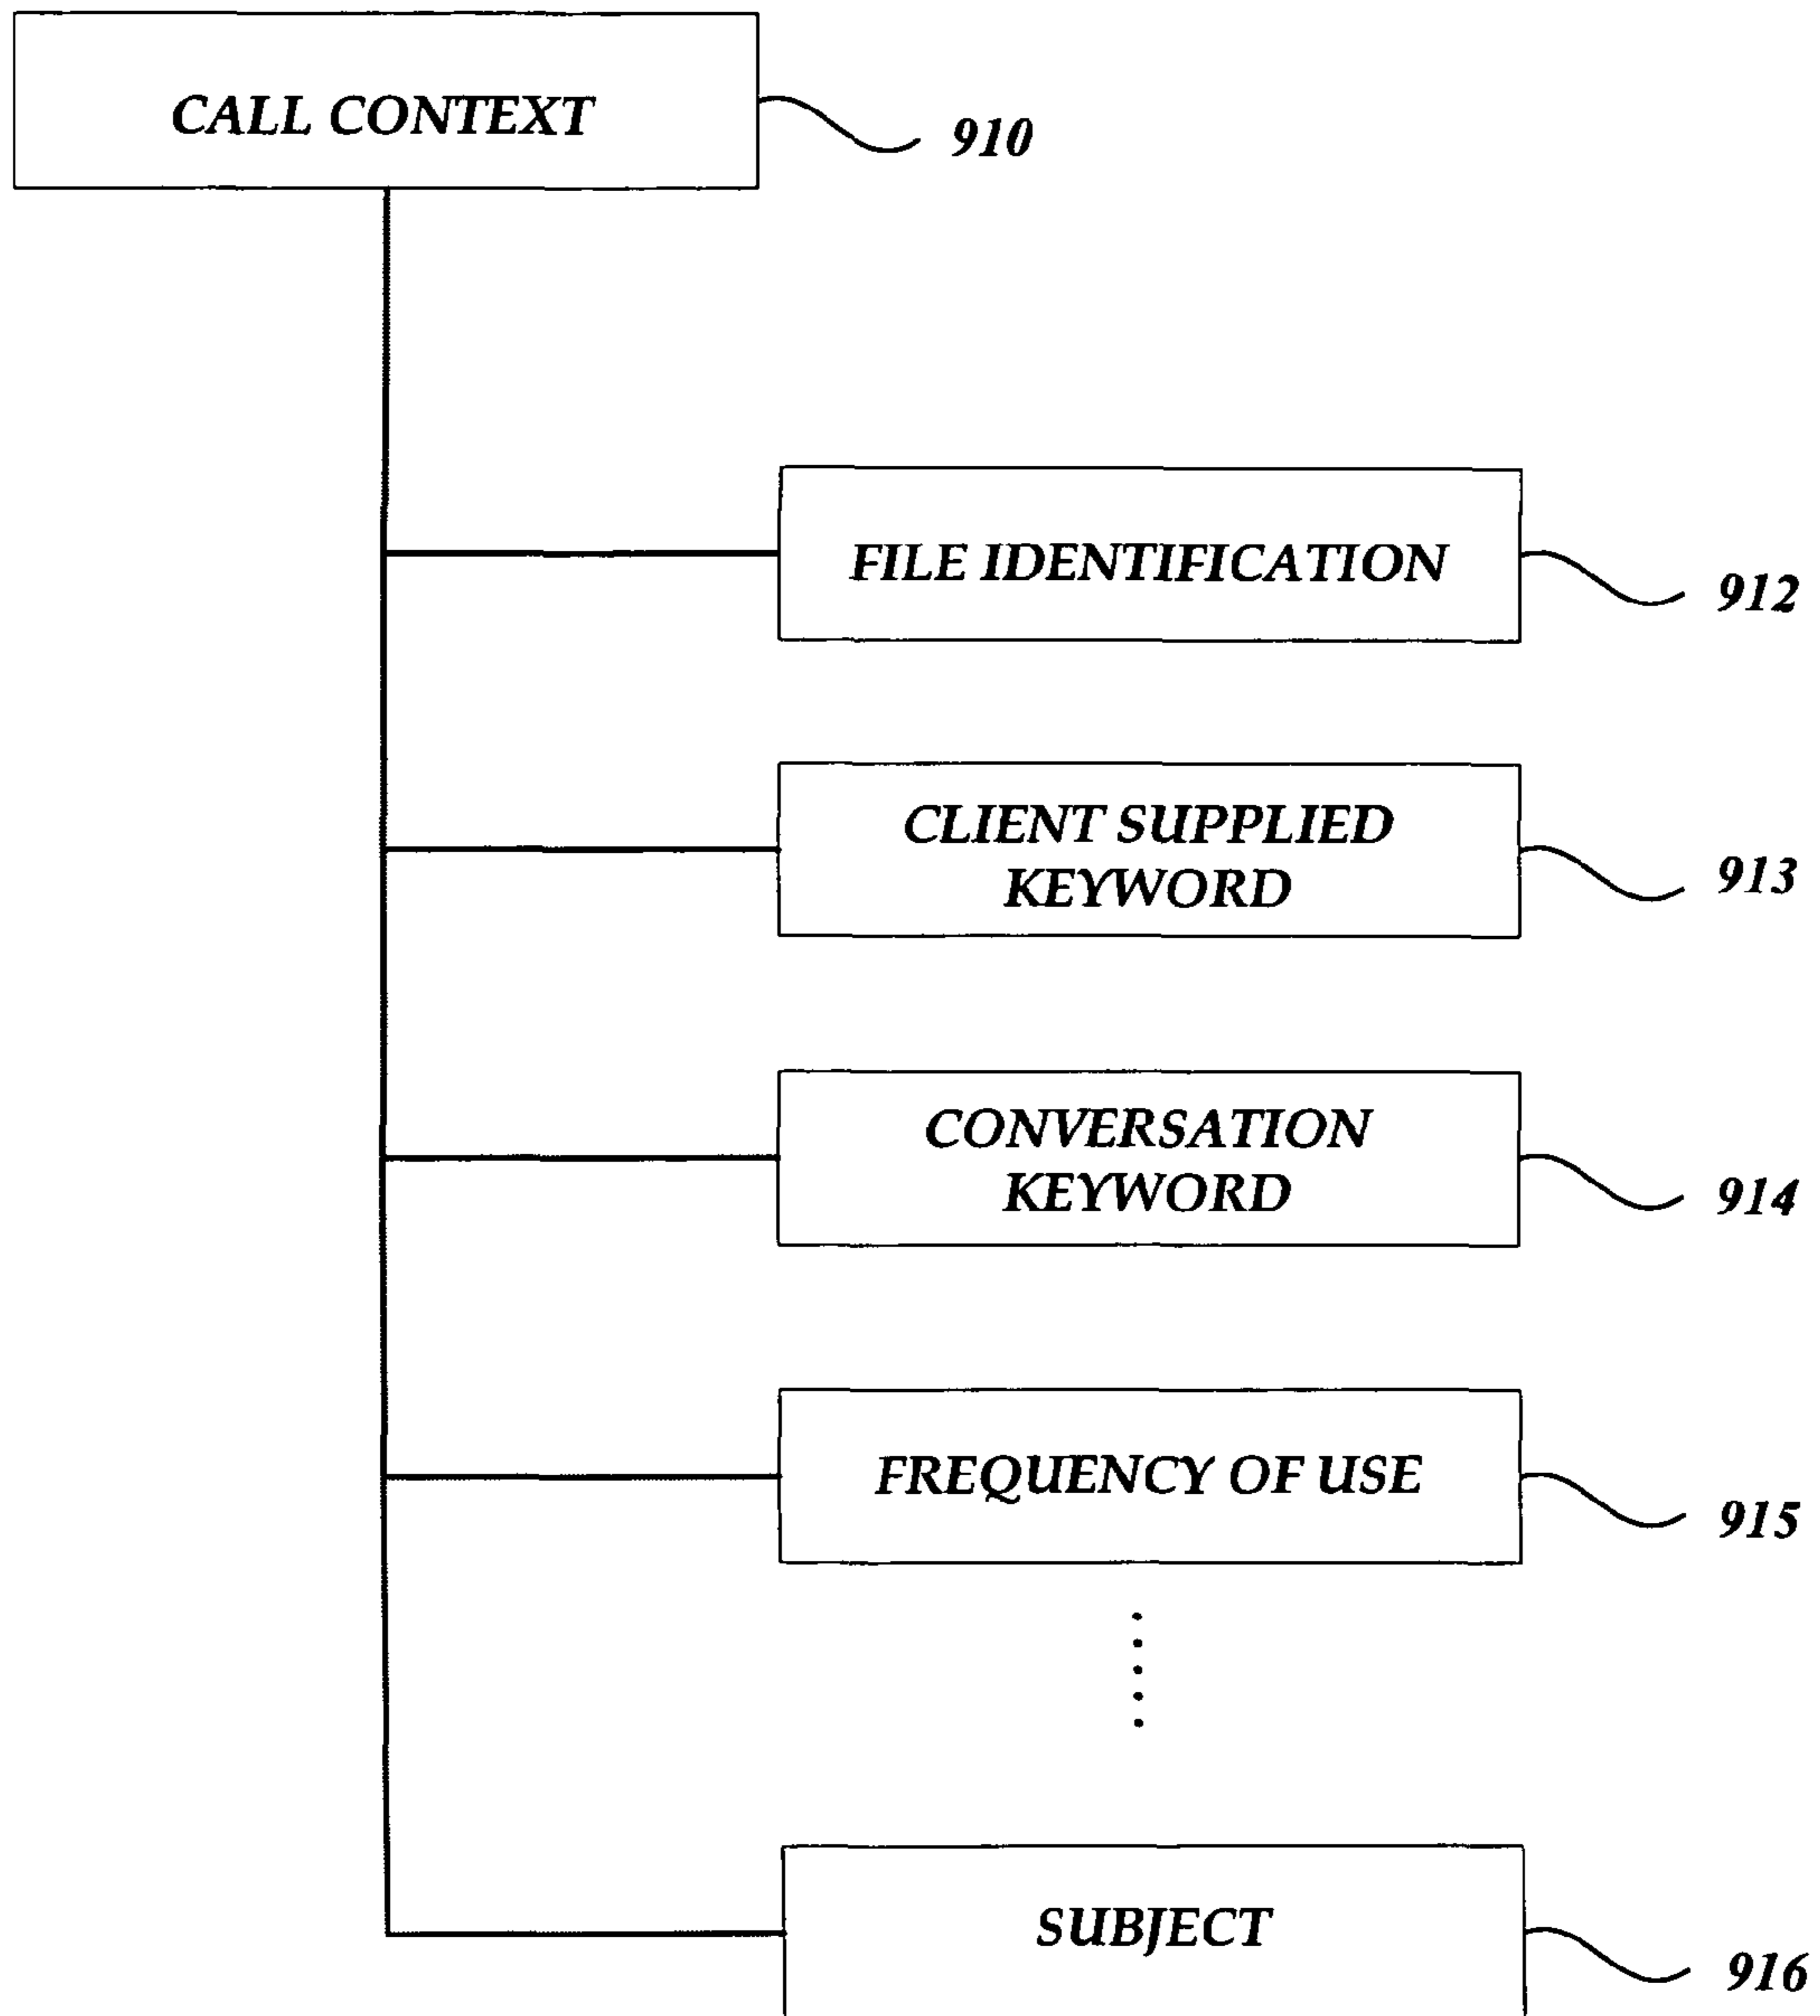 CALL CONTEXT
910
FILE IDENTIFICATION
912
CLIENT SUPPLIED
KEYWORD
913
CONVERSATION
KEYWORD
914
FREQUENCY OF USE
915
SUBJECT
916